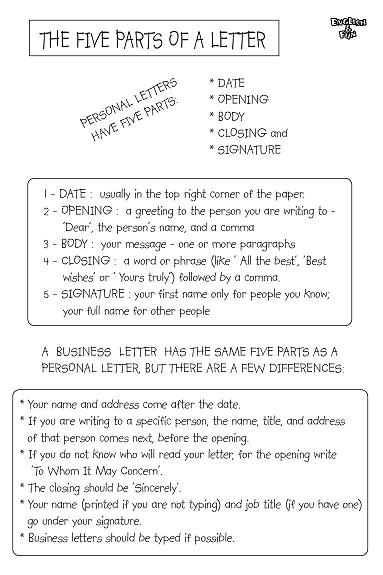 ENGLISH
IS
FUN
THE FIVE PARTS OF A LETTER
PERSONAL LETTERS
HAVE FIVE PARTS:
* DATE
* OPENING
* BODY
* CLOSING and
* SIGNATURE
1 - DATE : usually in the top right corner of the paper.
2 - OPENING : a greeting to the person you are writing to -
'Dear', the person's name, and a comma
3 - BODY : your message - one or more paragraphs
4 - CLOSING : a word or phrase (like ' All the best', 'Best
wishes' or ' Yours truly') followed by a comma.
5 - SIGNATURE : your first name only for people you know;
your full name for other people
A BUSINESS LETTER HAS THE SAME FIVE PARTS AS A
PERSONAL LETTER, BUT THERE ARE A FEW DIFFERENCES:
* Your name and address come after the date.
* If you are writing to a specific person, the name, title, and address
of that person comes next, before the opening.
* If you do not know who will read your letter, for the opening write
'To Whom It May Concern'.
* The closing should be 'Sincerely'.
* Your name (printed if you are not typing) and job title (if you have one)
go under your signature.
* Business letters should be typed if possible.